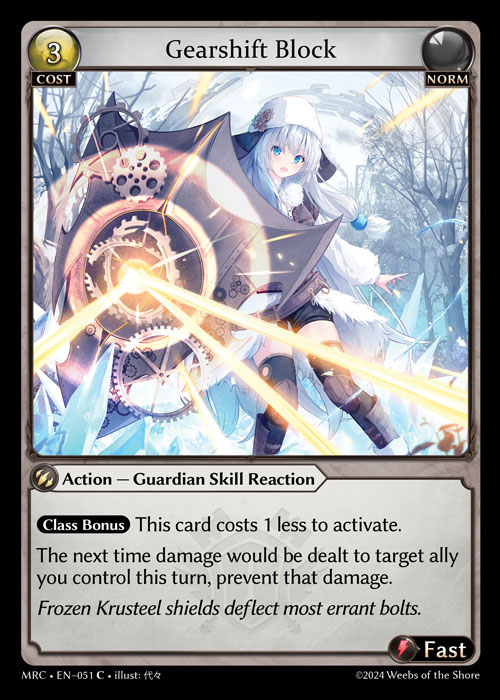 3
Gearshift Block
COST
NORM
Action — Guardian Skill Reaction
Class Bonus This card costs 1 less to activate.
The next time damage would be dealt to target ally
you control this turn, prevent that damage.
Frozen Krusteel shields deflect most errant bolts.
Fast
MRC • EN–051 C • illust: 代々
©2024 Weebs of the Shore